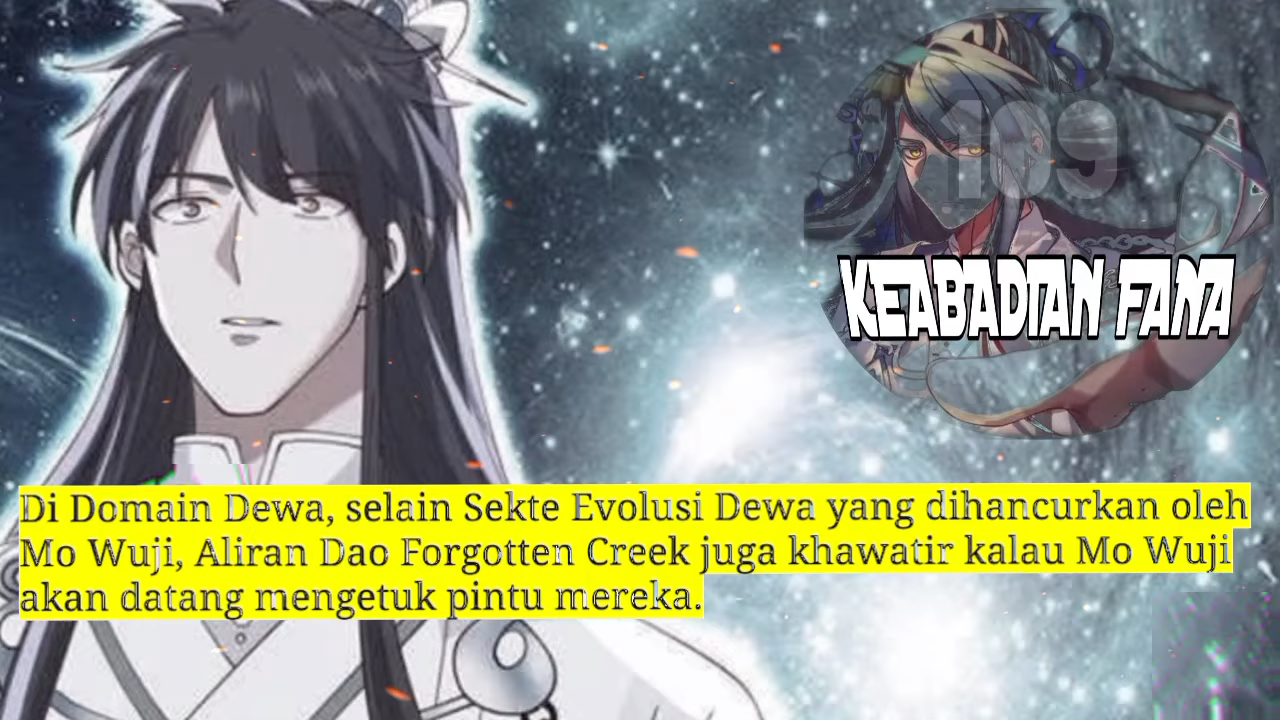 109
KEABADIAN FANA
Di Domain Dewa, selain Sekte Evolusi Dewa yang dihancurkan oleh
Mo Wuji, Aliran Dao Forgotten Creek juga khawatir kalau Mo Wuji
akan datang mengetuk pintu mereka.